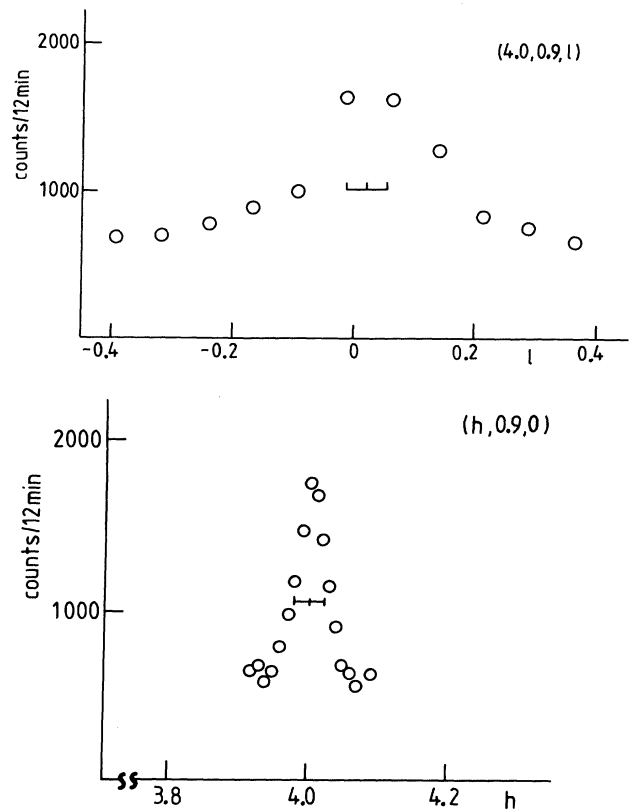 2000
(4.0,0.9,l)
counts/12min
1000
-0.4 -0.2 0 0.2 l 0.4
(h,0.9,0)
2000
counts/12min
1000
3.8 4.0 4.2 h